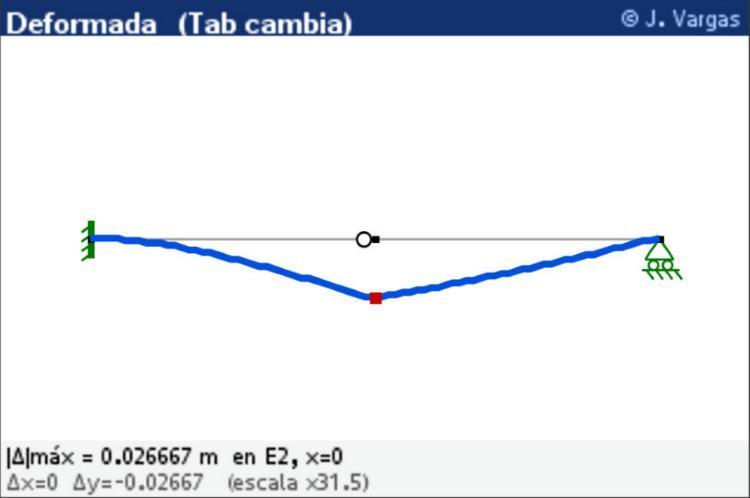 Deformada (Tab cambia)
© J. Vargas
|Δ|máx = 0.026667 m en E2, x=0
Δx=0 Δy=-0.02667 (escala x31.5)